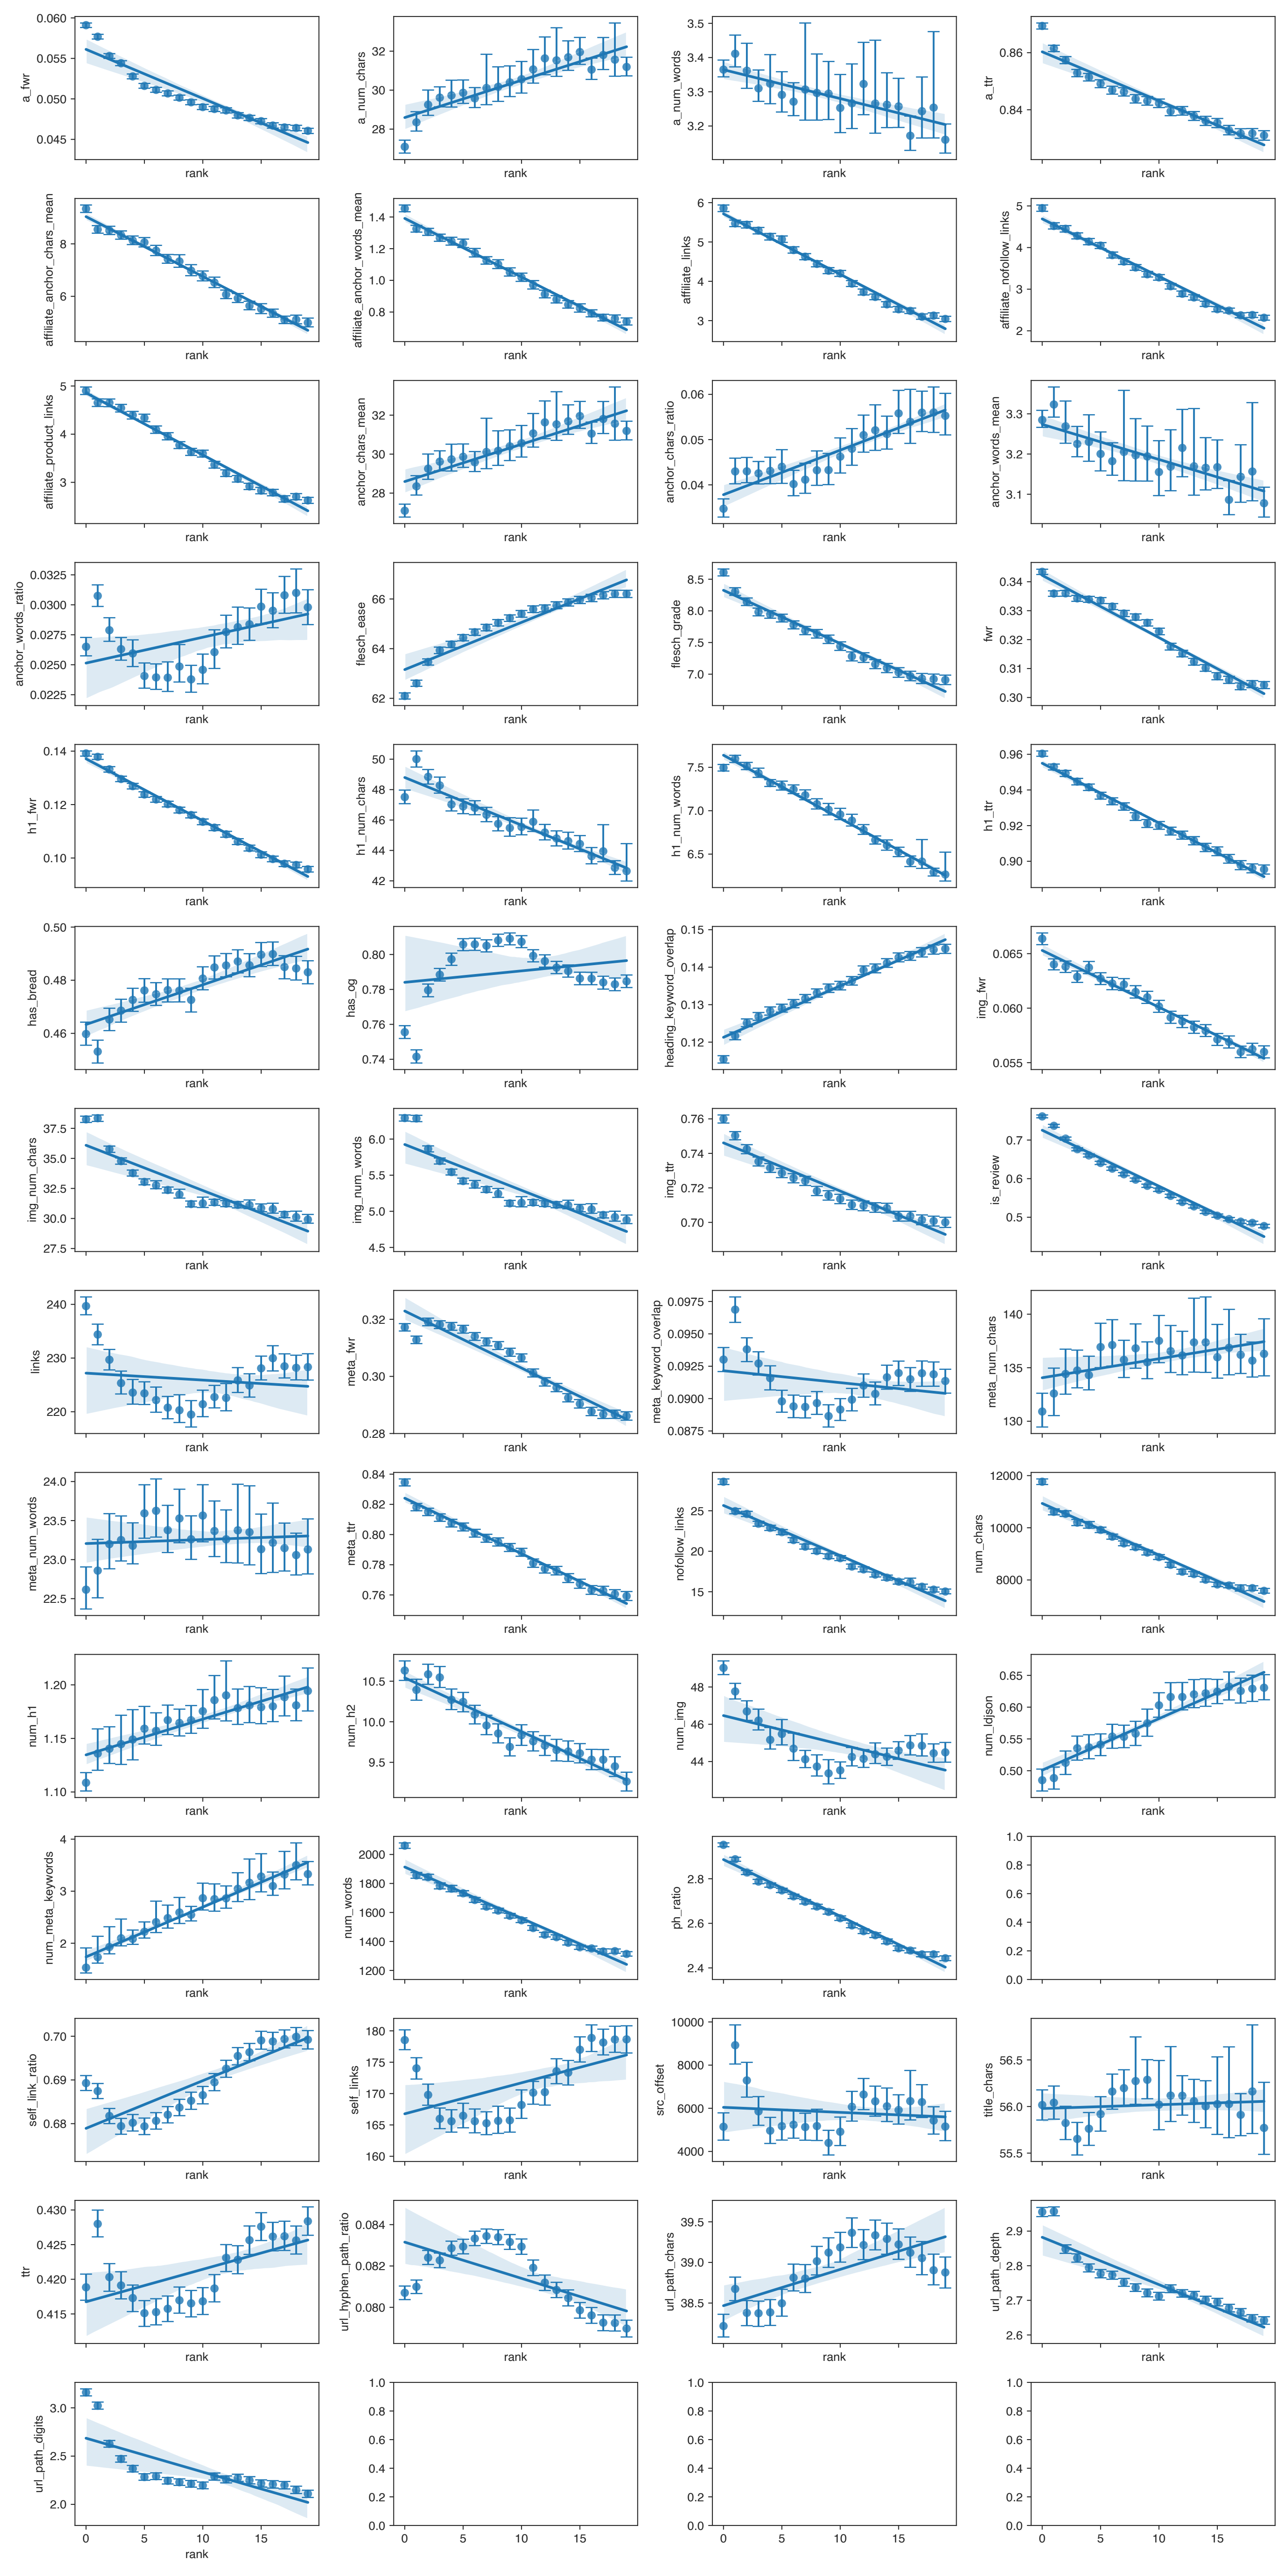 a_fwr
0.060
0.055
0.050
0.045
rank
a_num_chars
32
30
28
rank
a_num_words
3.5
3.4
3.3
3.2
rank
a_ttr
0.86
0.84
rank
affiliate_anchor_chars_mean
8
6
rank
affiliate_anchor_words_mean
1.4
1.2
1.0
0.8
rank
affiliate_links
6
5
4
3
rank
affiliate_nofollow_links
5
4
3
2
rank
affiliate_product_links
5
4
3
rank
anchor_chars_mean
32
30
28
rank
anchor_chars_ratio
0.06
0.05
0.04
rank
anchor_words_mean
3.3
3.2
3.1
rank
anchor_words_ratio
0.0325
0.0300
0.0275
0.0250
0.0225
rank
flesch_ease
66
64
62
rank
flesch_grade
8.5
8.0
7.5
7.0
rank
fwr
0.34
0.33
0.32
0.31
0.30
rank
h1_fwr
0.14
0.12
0.10
rank
h1_num_chars
50
48
46
44
42
rank
h1_num_words
7.5
7.0
6.5
rank
h1_ttr
0.96
0.94
0.92
0.90
rank
has_bread
0.50
0.48
0.46
rank
has_og
0.80
0.78
0.76
0.74
rank
heading_keyword_overlap
0.15
0.14
0.13
0.12
rank
img_fwr
0.065
0.060
0.055
rank
img_num_chars
37.5
35.0
32.5
30.0
27.5
rank
img_num_words
6.0
5.5
5.0
4.5
rank
img_ttr
0.76
0.74
0.72
0.70
rank
is_review
0.7
0.6
0.5
rank
links
240
230
220
rank
meta_fwr
0.32
0.30
0.28
rank
meta_keyword_overlap
0.0975
0.0950
0.0925
0.0900
0.0875
rank
meta_num_chars
140
135
130
rank
meta_num_words
24.0
23.5
23.0
22.5
rank
meta_ttr
0.84
0.82
0.80
0.78
0.76
rank
nofollow_links
25
20
15
rank
num_chars
12000
10000
8000
rank
num_h1
1.20
1.15
1.10
rank
num_h2
10.5
10.0
9.5
rank
num_img
48
46
44
rank
num_ldjson
0.65
0.60
0.55
0.50
rank
num_meta_keywords
4
3
2
rank
num_words
2000
1800
1600
1400
1200
rank
ph_ratio
2.8
2.6
2.4
rank
1.0
0.8
0.6
0.4
0.2
0.0
self_link_ratio
0.70
0.69
0.68
rank
self_links
180
175
170
165
160
rank
src_offset
10000
8000
6000
4000
rank
title_chars
56.5
56.0
55.5
rank
ttr
0.430
0.425
0.420
0.415
rank
url_hyphen_path_ratio
0.084
0.082
0.080
rank
url_path_chars
39.5
39.0
38.5
rank
url_path_depth
2.9
2.8
2.7
2.6
rank
url_path_digits
3.0
2.5
2.0
0 5 10 15
rank
1.0
0.8
0.6
0.4
0.2
0.0
0 5 10 15
1.0
0.8
0.6
0.4
0.2
0.0
0 5 10 15
1.0
0.8
0.6
0.4
0.2
0.0
0 5 10 15